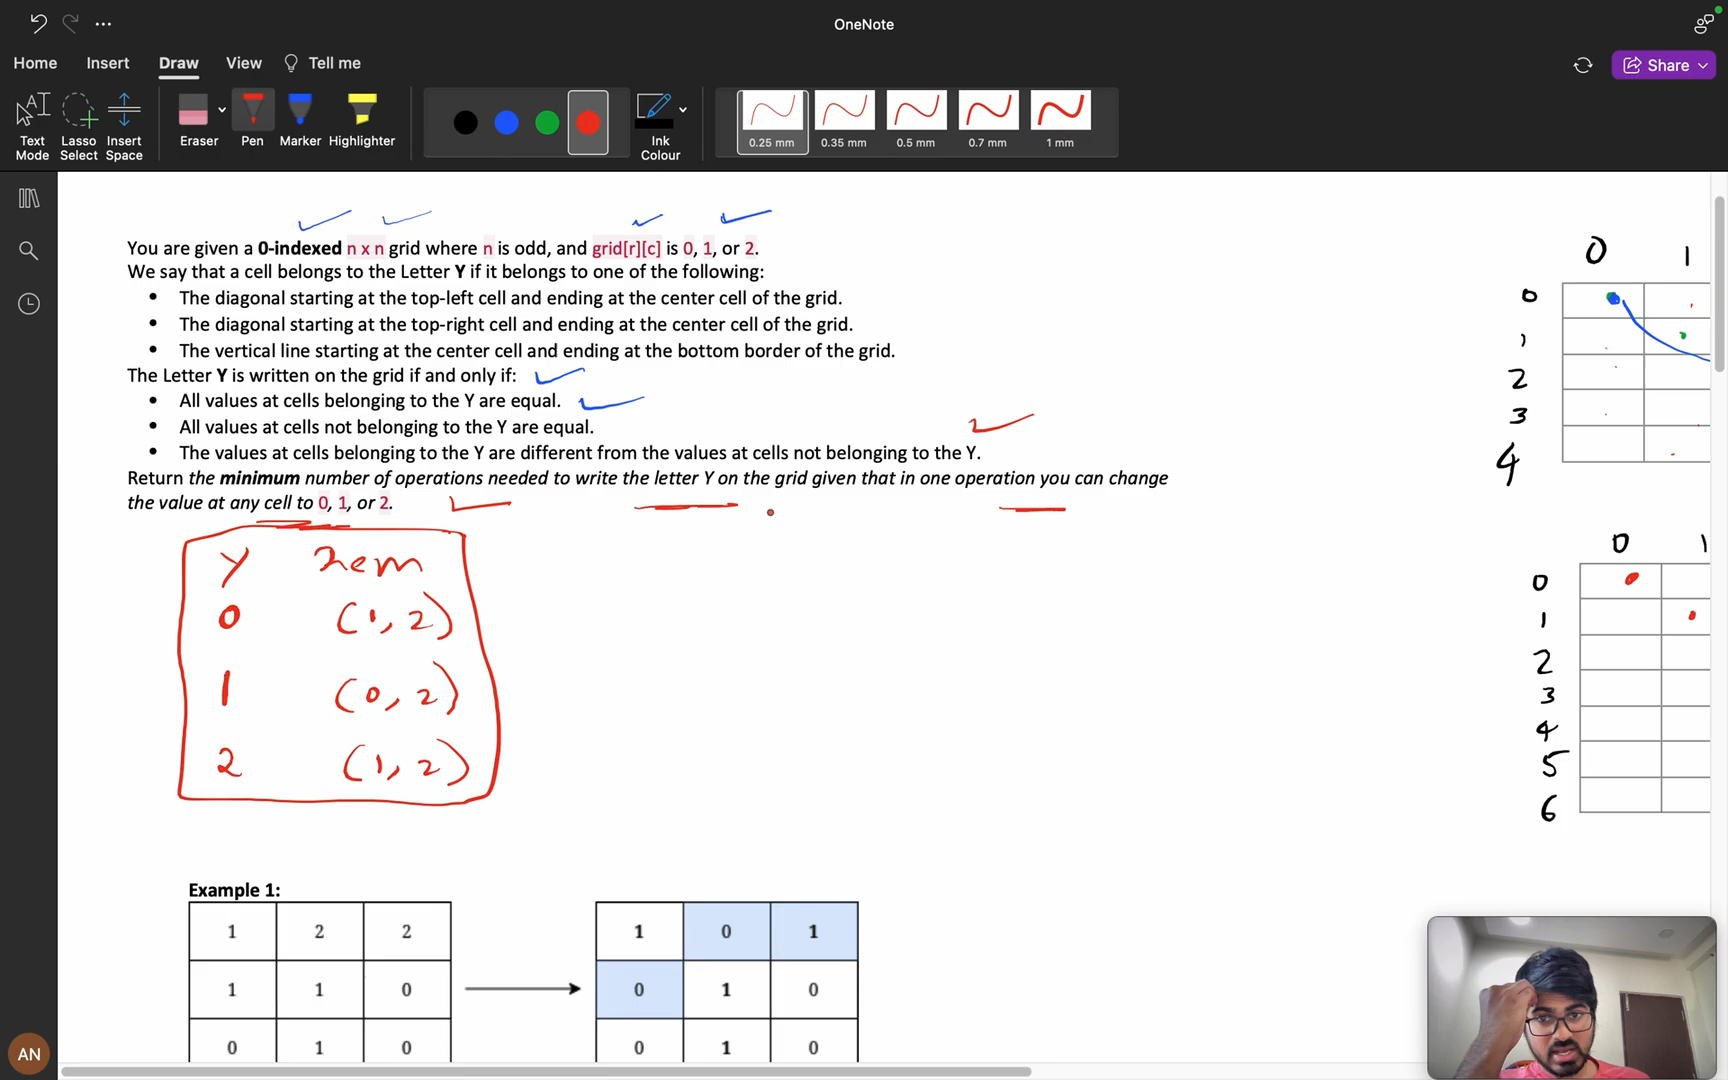 OneNote
Home Insert Draw View Tell me
Share
Text Mode
Lasso Select
Insert Space
Eraser
Pen
Marker
Highlighter
Ink Colour
0.25 mm
0.35 mm
0.5 mm
0.7 mm
1 mm
You are given a 0-indexed n x n grid where n is odd, and grid[r][c] is 0, 1, or 2.
We say that a cell belongs to the Letter Y if it belongs to one of the following:
• The diagonal starting at the top-left cell and ending at the center cell of the grid.
• The diagonal starting at the top-right cell and ending at the center cell of the grid.
• The vertical line starting at the center cell and ending at the bottom border of the grid.
The Letter Y is written on the grid if and only if:
• All values at cells belonging to the Y are equal.
• All values at cells not belonging to the Y are equal.
• The values at cells belonging to the Y are different from the values at cells not belonging to the Y.
Return the minimum number of operations needed to write the letter Y on the grid given that in one operation you can change
the value at any cell to 0, 1, or 2.
Y rem
0 (1, 2)
1 (0, 2)
2 (1, 2)
0 1
0
1
2
3
4
0 1
0
1
2
3
4
5
6
Example 1:
1 2 2
1 1 0
0 1 0
1 0 1
0 1 0
0 1 0
AN